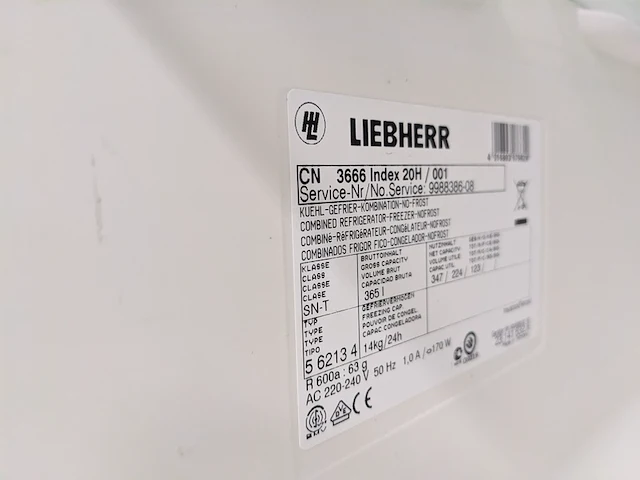 LIEBHERR
CN 3666 Index 20H / 001
Service-Nr/No.Service: 9988386-08
KUEHL-GEFRIER-KOMBINATION-NO-FROST
COMBINED REFRIGERATOR-FREEZER-NOFROST
COMBINÉ-RÉFRIGÉRATEUR-CONGÉLATEUR-NOFROST
COMBINADOS FRIGOR FICO-CONGELADOR-NOFROST
KLASSE
CLASS
CLASSE
CLASE
SN-T
BRUTTOINHALT
GROSS CAPACITY
VOLUME BRUT
CAPACIDAD BRUTA
365 l
NUTZINHALT
NET CAPACITY
VOLUME UTILE
CAPAC UTIL
347 / 224 / 123
TYP
TYPE
TYPE
TIPO
5 6213 4
GEFRIERVERMÖGEN
FREEZING CAP.
POUVOIR DE CONGEL.
CAPAC CONGELADORA
14kg/24h
R 600a : 63 g
AC 220-240 V 50 Hz 1,0 A / 170 W
DVE
CE